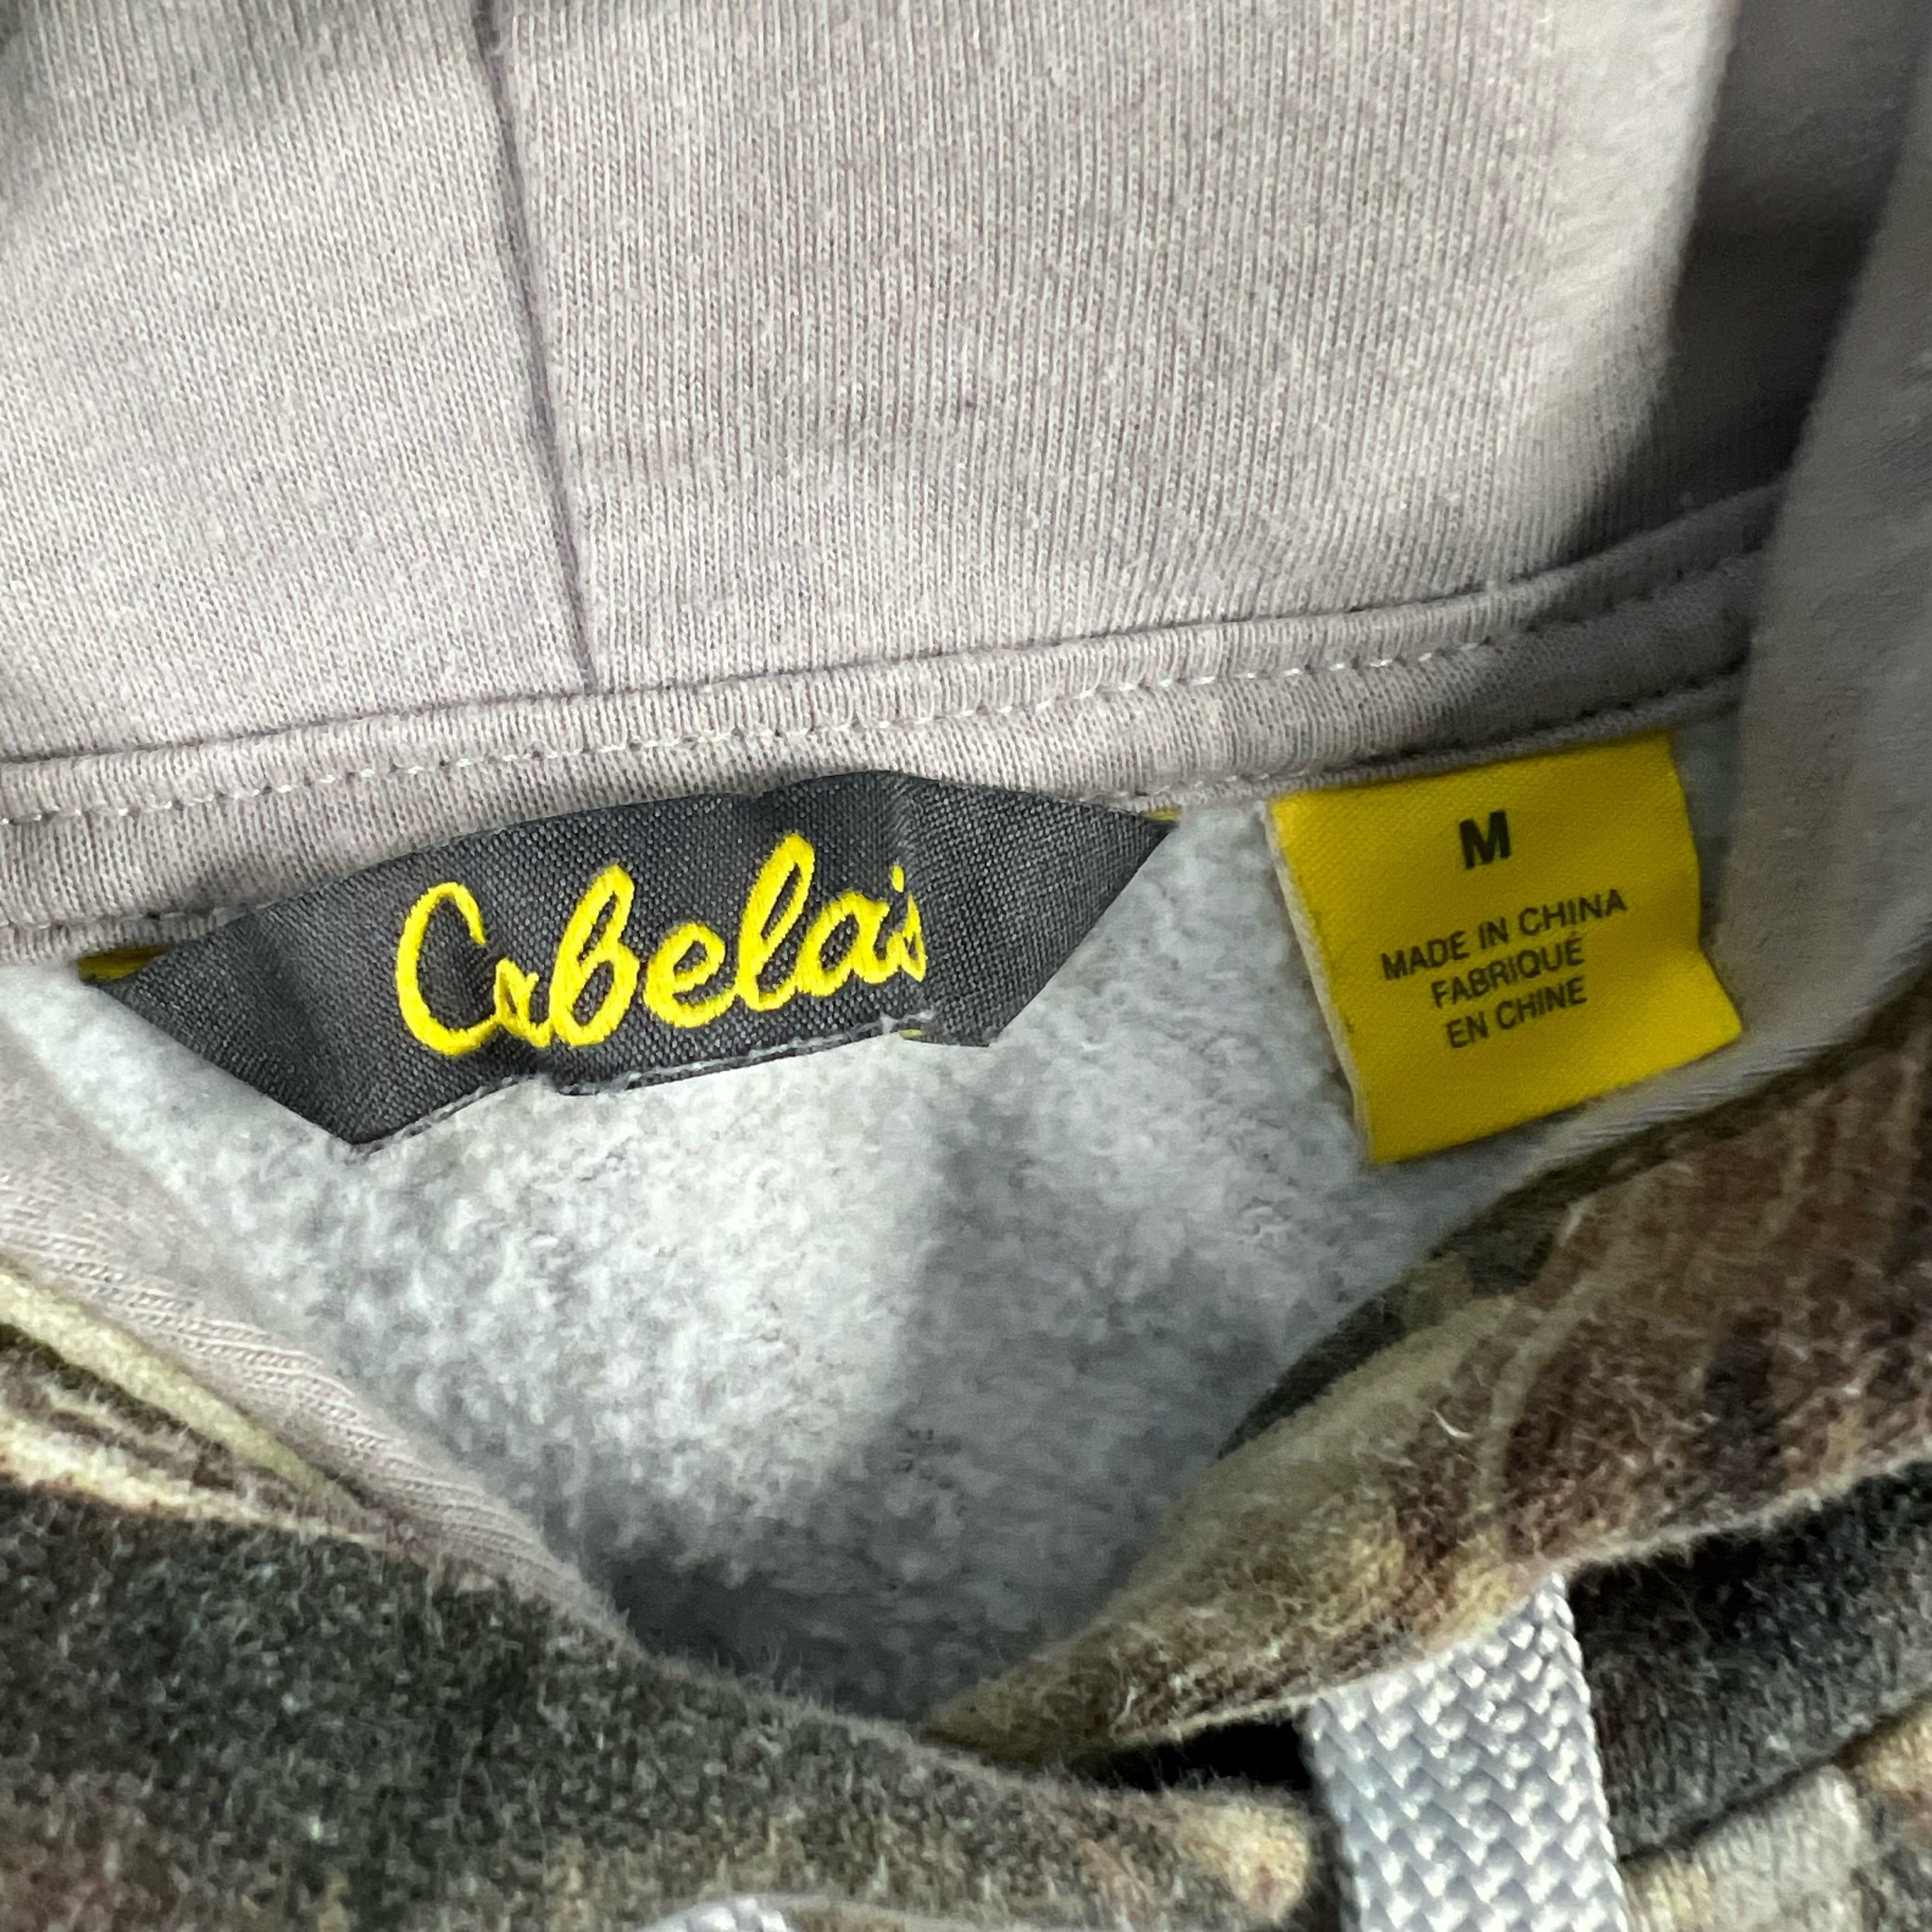 Cabela's
M
MADE IN CHINA
FABRIQUÉ
EN CHINE